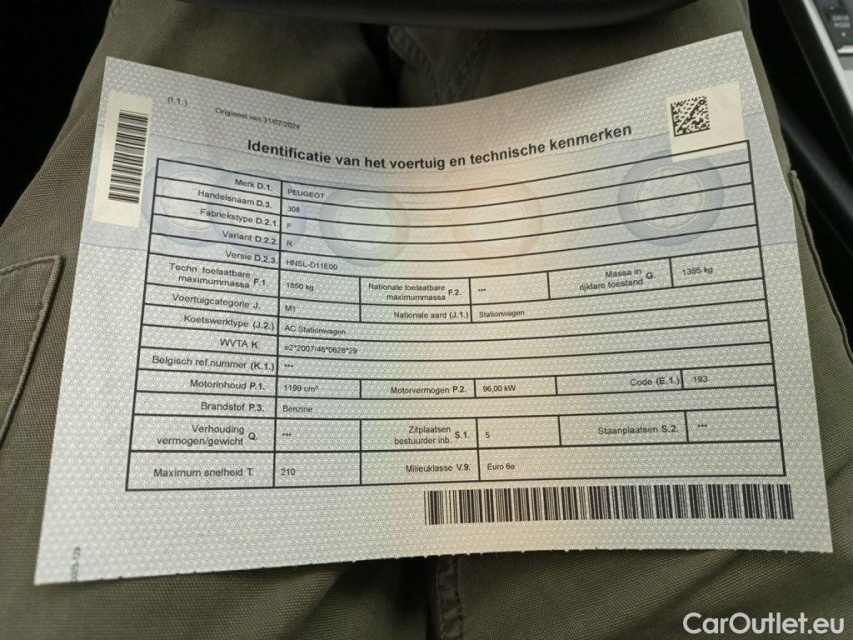 (I.1.)
Origineel van 31/07/2024
Identificatie van het voertuig en technische kenmerken
Merk D.1. PEUGEOT
Handelsnaam D.3. 308
Fabriekstype D.2.1. F
Variant D.2.2. R
Versie D.2.3. HNSL-D11E00
Techn. toelaatbare maximummassa F.1. 1850 kg Nationale toelaatbare maximummassa F.2. *** Massa in rijklare toestand G. 1385 kg
Voertuigcategorie J. M1 Nationale aard (J.1.) Stationwagen
Koetswerktype (J.2.) AC Stationwagen
WVTA K. e2*2007/46*0628*29
Belgisch ref.nummer (K.1.) ***
Motorinhoud P.1. 1199 cm³ Motorvermogen P.2. 96,00 kW Code (E.1.) 193
Brandstof P.3. Benzine
Verhouding vermogen/gewicht Q. *** Zitplaatsen bestuurder inb. S.1. 5 Staanplaatsen S.2. ***
Maximum snelheid T. 210 Milieuklasse V.9. Euro 6e
CarOutlet.eu